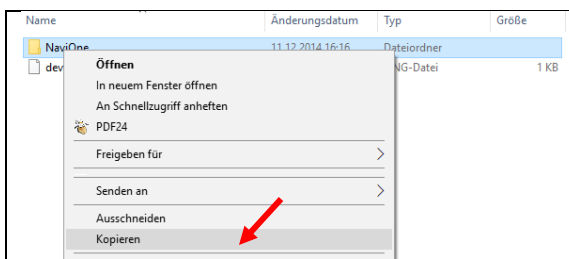 Name Änderungsdatum Typ Größe
NaviOne 11.12.2014 16:16 Dateiordner
dev NG-Datei 1 KB
Öffnen
In neuem Fenster öffnen
An Schnellzugriff anheften
PDF24
Freigeben für
Senden an
Ausschneiden
Kopieren